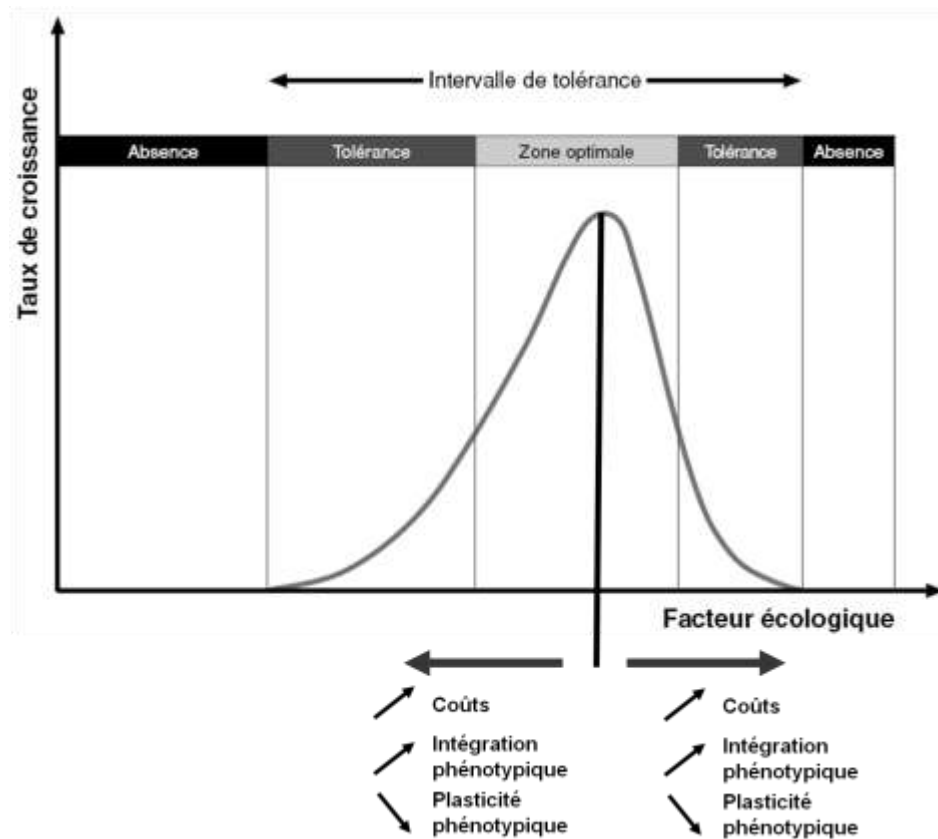 Taux de croissance
Intervalle de tolérance
Absence
Tolérance
Zone optimale
Tolérance
Absence
Facteur écologique
Coûts
Intégration
phénotypique
Plasticité
phénotypique
Coûts
Intégration
phénotypique
Plasticité
phénotypique